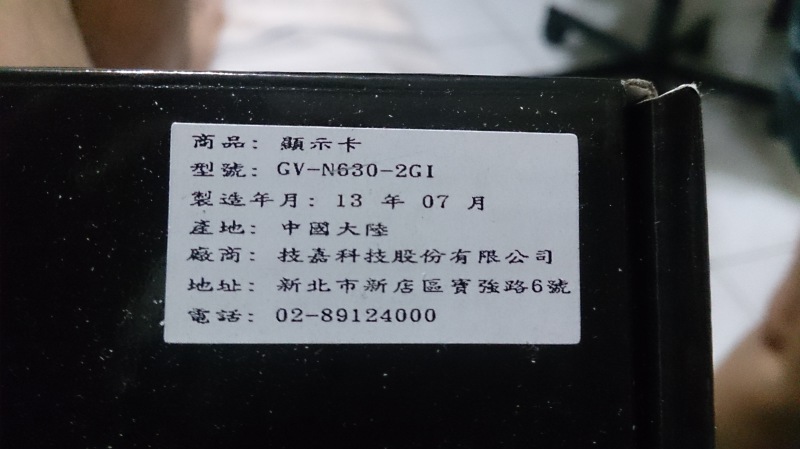 商品: 顯示卡
型號: GV-N630-2GI
製造年月: 13 年 07 月
產地: 中國大陸
廠商: 技嘉科技股份有限公司
地址: 新北市新店區寶強路6號
電話: 02-89124000